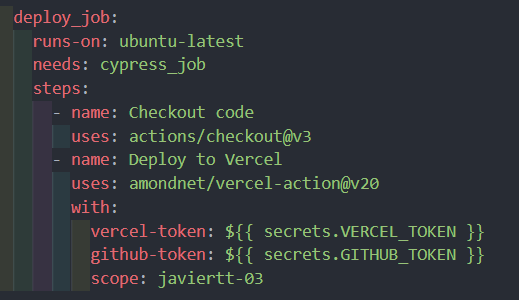 deploy_job:
runs-on: ubuntu-latest
needs: cypress_job
steps:
- name: Checkout code
uses: actions/checkout@v3
- name: Deploy to Vercel
uses: amondnet/vercel-action@v20
with:
vercel-token: ${{ secrets.VERCEL_TOKEN }}
github-token: ${{ secrets.GITHUB_TOKEN }}
scope: javiertt-03